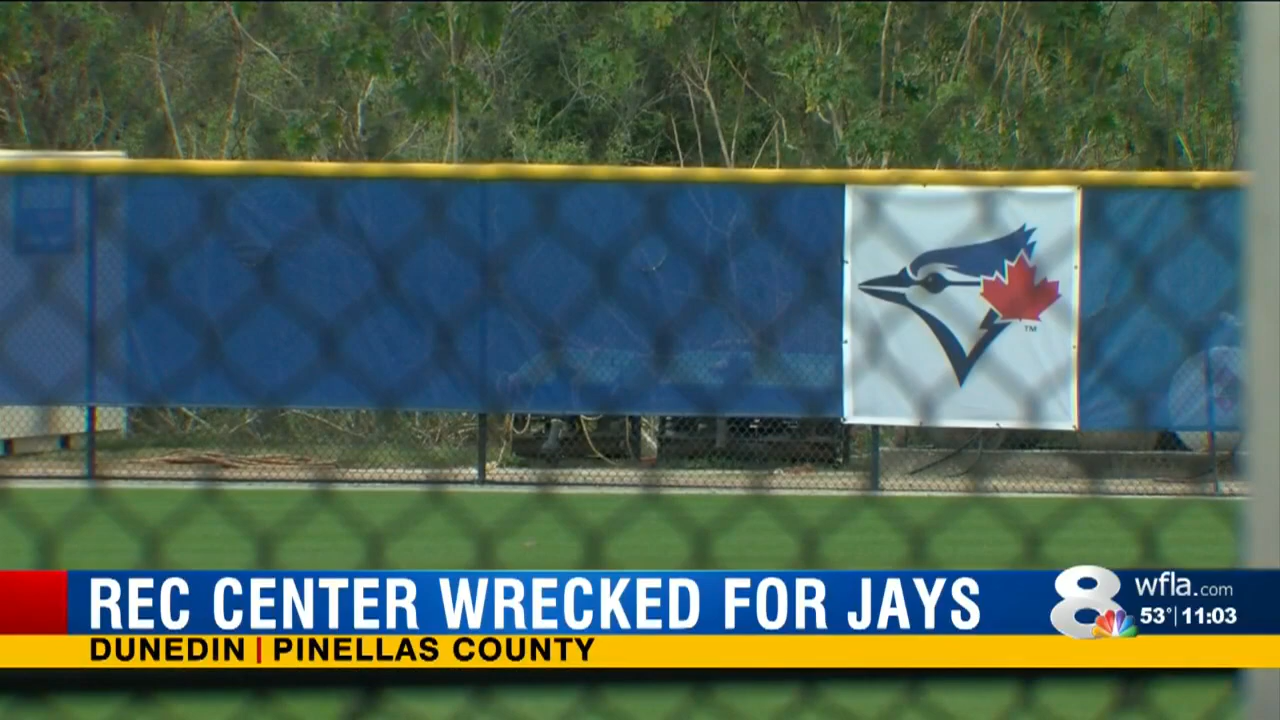 TM
REC CENTER WRECKED FOR JAYS
DUNEDIN | PINELLAS COUNTY
8 wfla.com
53° | 11:03